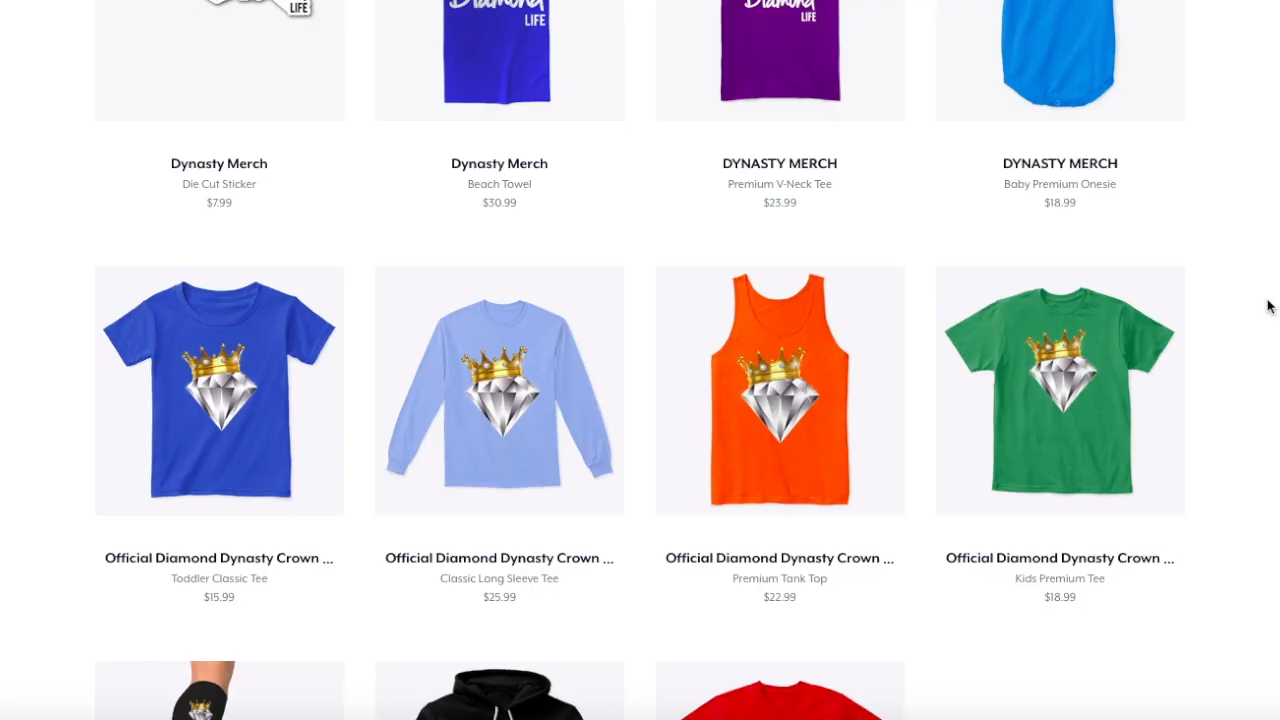 LIFE
Diamond
LIFE
Diamond
LIFE
Dynasty Merch
Die Cut Sticker
$7.99
Dynasty Merch
Beach Towel
$30.99
DYNASTY MERCH
Premium V-Neck Tee
$23.99
DYNASTY MERCH
Baby Premium Onesie
$18.99
Official Diamond Dynasty Crown ...
Toddler Classic Tee
$15.99
Official Diamond Dynasty Crown ...
Classic Long Sleeve Tee
$25.99
Official Diamond Dynasty Crown ...
Premium Tank Top
$22.99
Official Diamond Dynasty Crown ...
Kids Premium Tee
$18.99